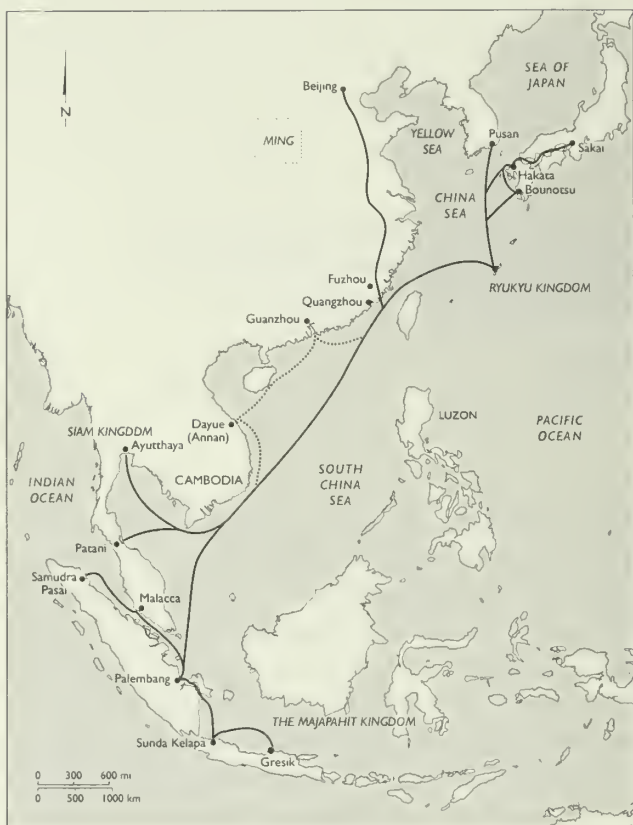 SEA OF
JAPAN
Beijing
N
MING
YELLOW
SEA
Pusan
Sakai
Hakata
Bounotsu
CHINA
SEA
Fuzhou
Quangzhou
RYUKYU KINGDOM
Guanzhou
Dayue
(Annan)
LUZON
PACIFIC
OCEAN
SIAM KINGDDM
Ayutthaya
CAMBODIA
SOUTH
CHINA
SEA
INDIAN
OCEAN
Patani
Samudra
Pasai
Malacca
Palembang
THE MAJAPAHIT KINGDOM
Sunda Kelapa
Gresik
0 300 600 mi
0 500 1000 km